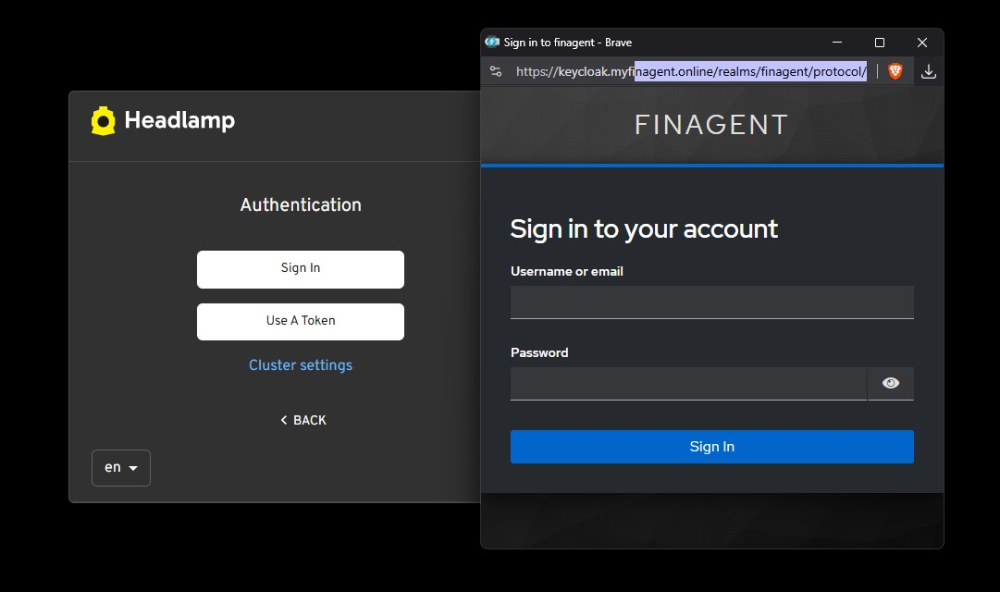 Headlamp
Authentication
Sign In
Use A Token
Cluster settings
BACK
en
Sign in to finagent - Brave
https://keycloak.myfinagent.online/realms/finagent/protocol/
FINAGENT
Sign in to your account
Username or email
Password
Sign In